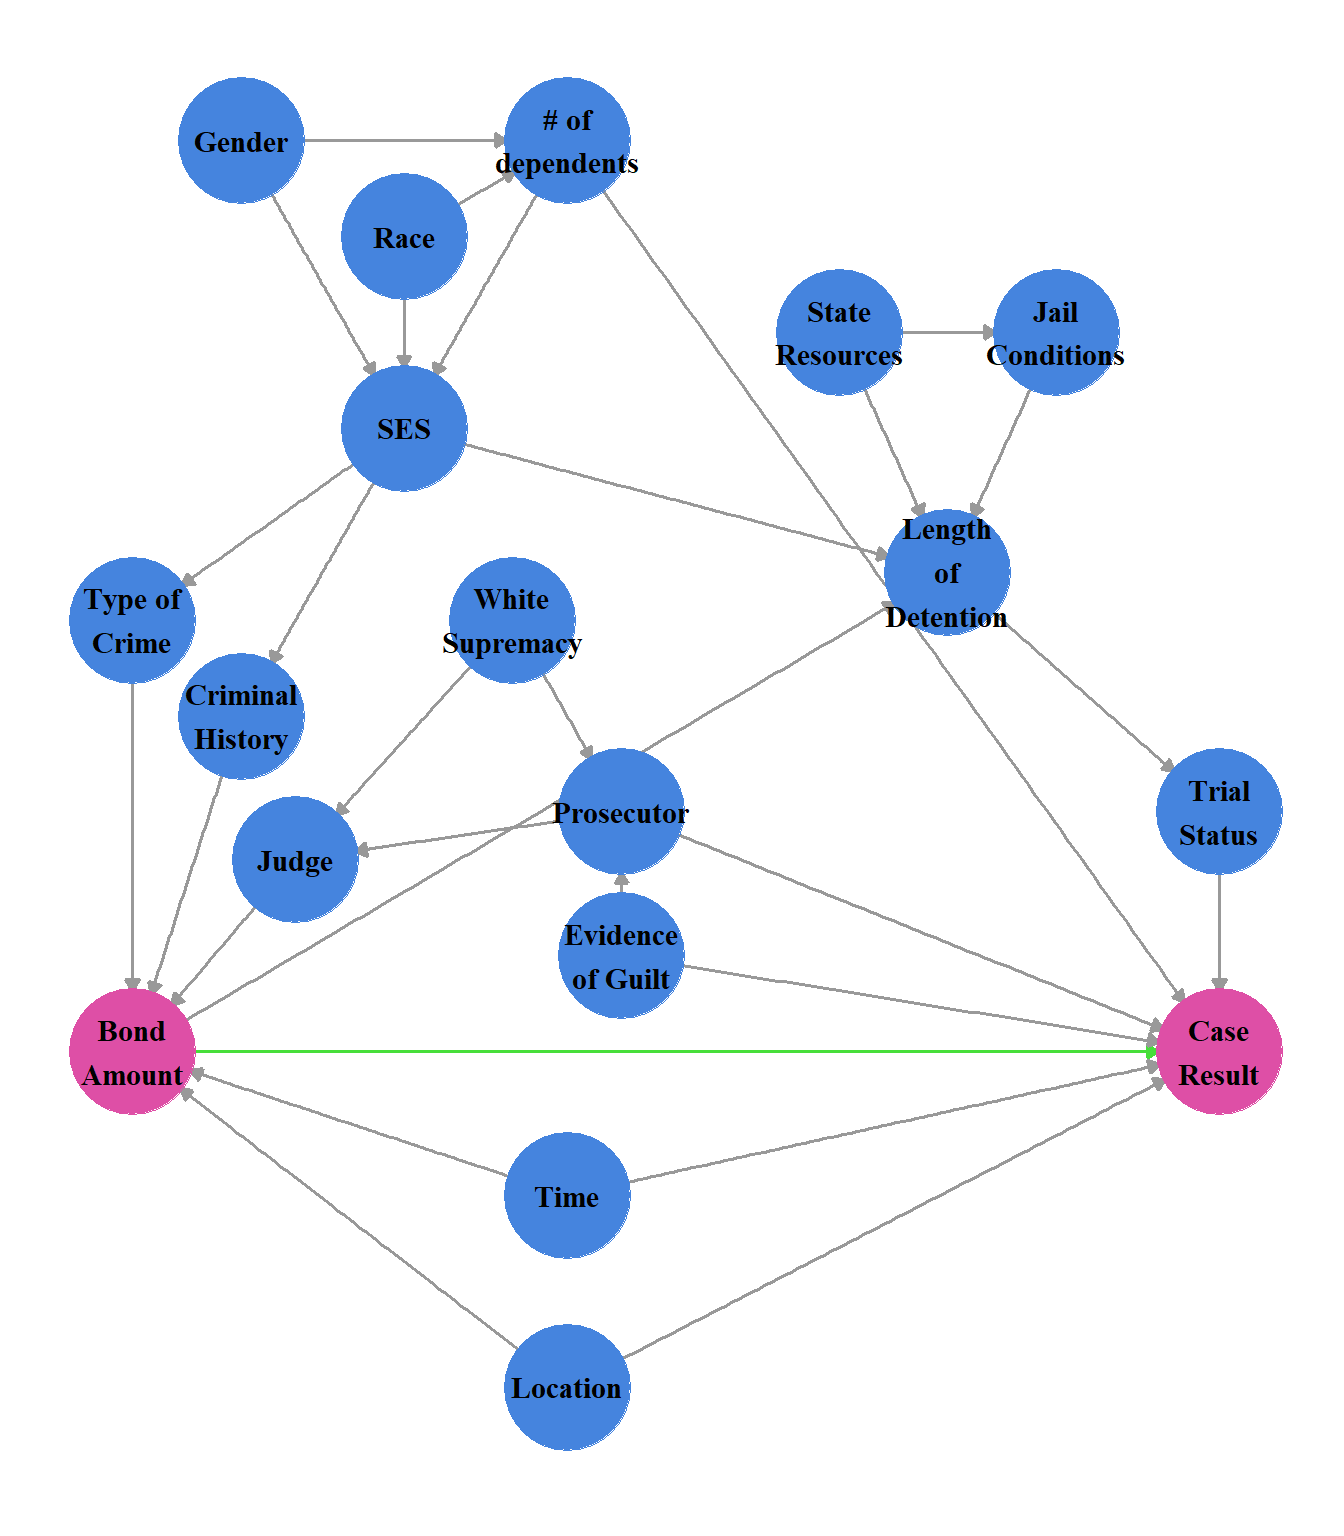 Gender
# of
dependents
Race
State
Resources
Jail
Conditions
SES
Length
of
Detention
Type of
Crime
White
Supremacy
Criminal
History
Judge
Prosecutor
Trial
Status
Evidence
of Guilt
Bond
Amount
Case
Result
Time
Location